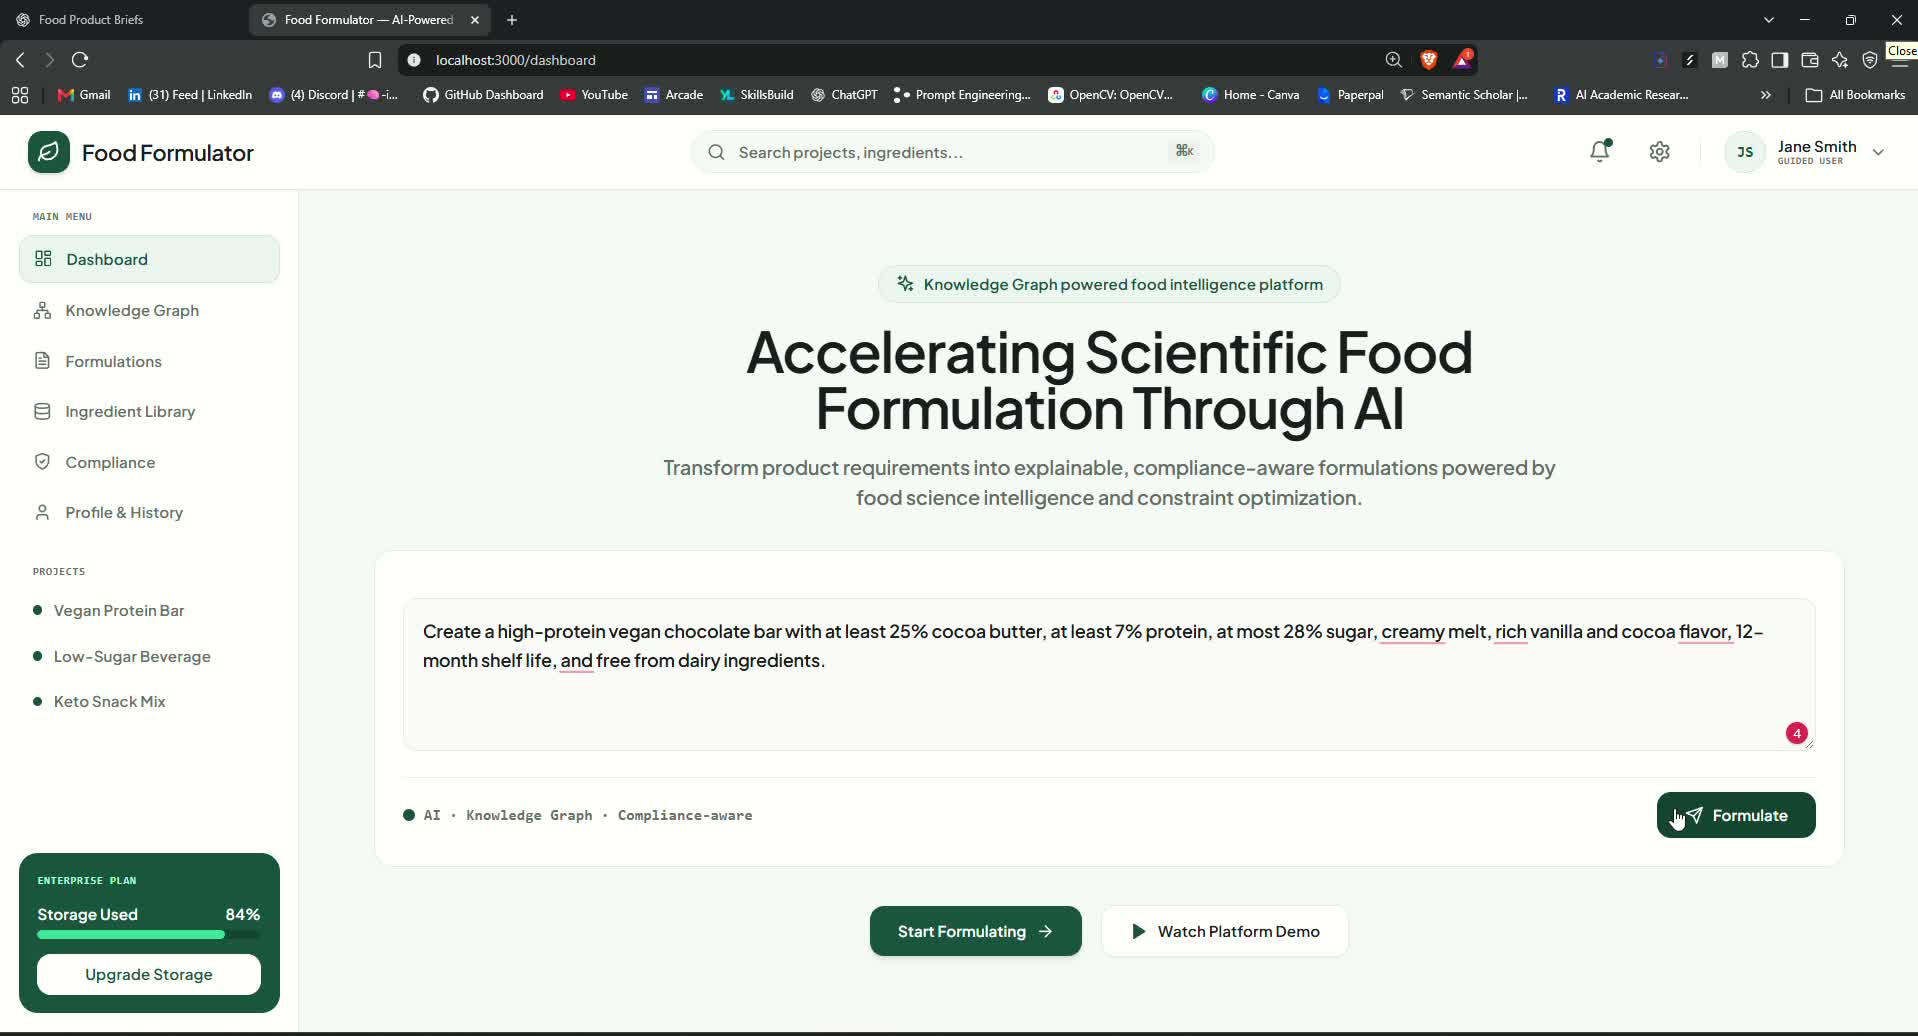 Food Product Briefs
Food Formulator — AI-Powered
Close
localhost:3000/dashboard
Gmail
(31) Feed | LinkedIn
(4) Discord | #🧠-i...
GitHub Dashboard
YouTube
Arcade
SkillsBuild
ChatGPT
Prompt Engineering...
OpenCV: OpenCV...
Home - Canva
Paperpal
Semantic Scholar |...
AI Academic Resear...
All Bookmarks
Food Formulator
Search projects, ingredients...
⌘K
JS
Jane Smith
GUIDED USER
MAIN MENU
Dashboard
Knowledge Graph
Formulations
Ingredient Library
Compliance
Profile & History
PROJECTS
Vegan Protein Bar
Low-Sugar Beverage
Keto Snack Mix
ENTERPRISE PLAN
Storage Used 84%
Upgrade Storage
Knowledge Graph powered food intelligence platform
Accelerating Scientific Food
Formulation Through AI
Transform product requirements into explainable, compliance-aware formulations powered by
food science intelligence and constraint optimization.
Create a high-protein vegan chocolate bar with at least 25% cocoa butter, at least 7% protein, at most 28% sugar, creamy melt, rich vanilla and cocoa flavor, 12-
month shelf life, and free from dairy ingredients.
4
AI · Knowledge Graph · Compliance-aware
Formulate
Start Formulating →
Watch Platform Demo